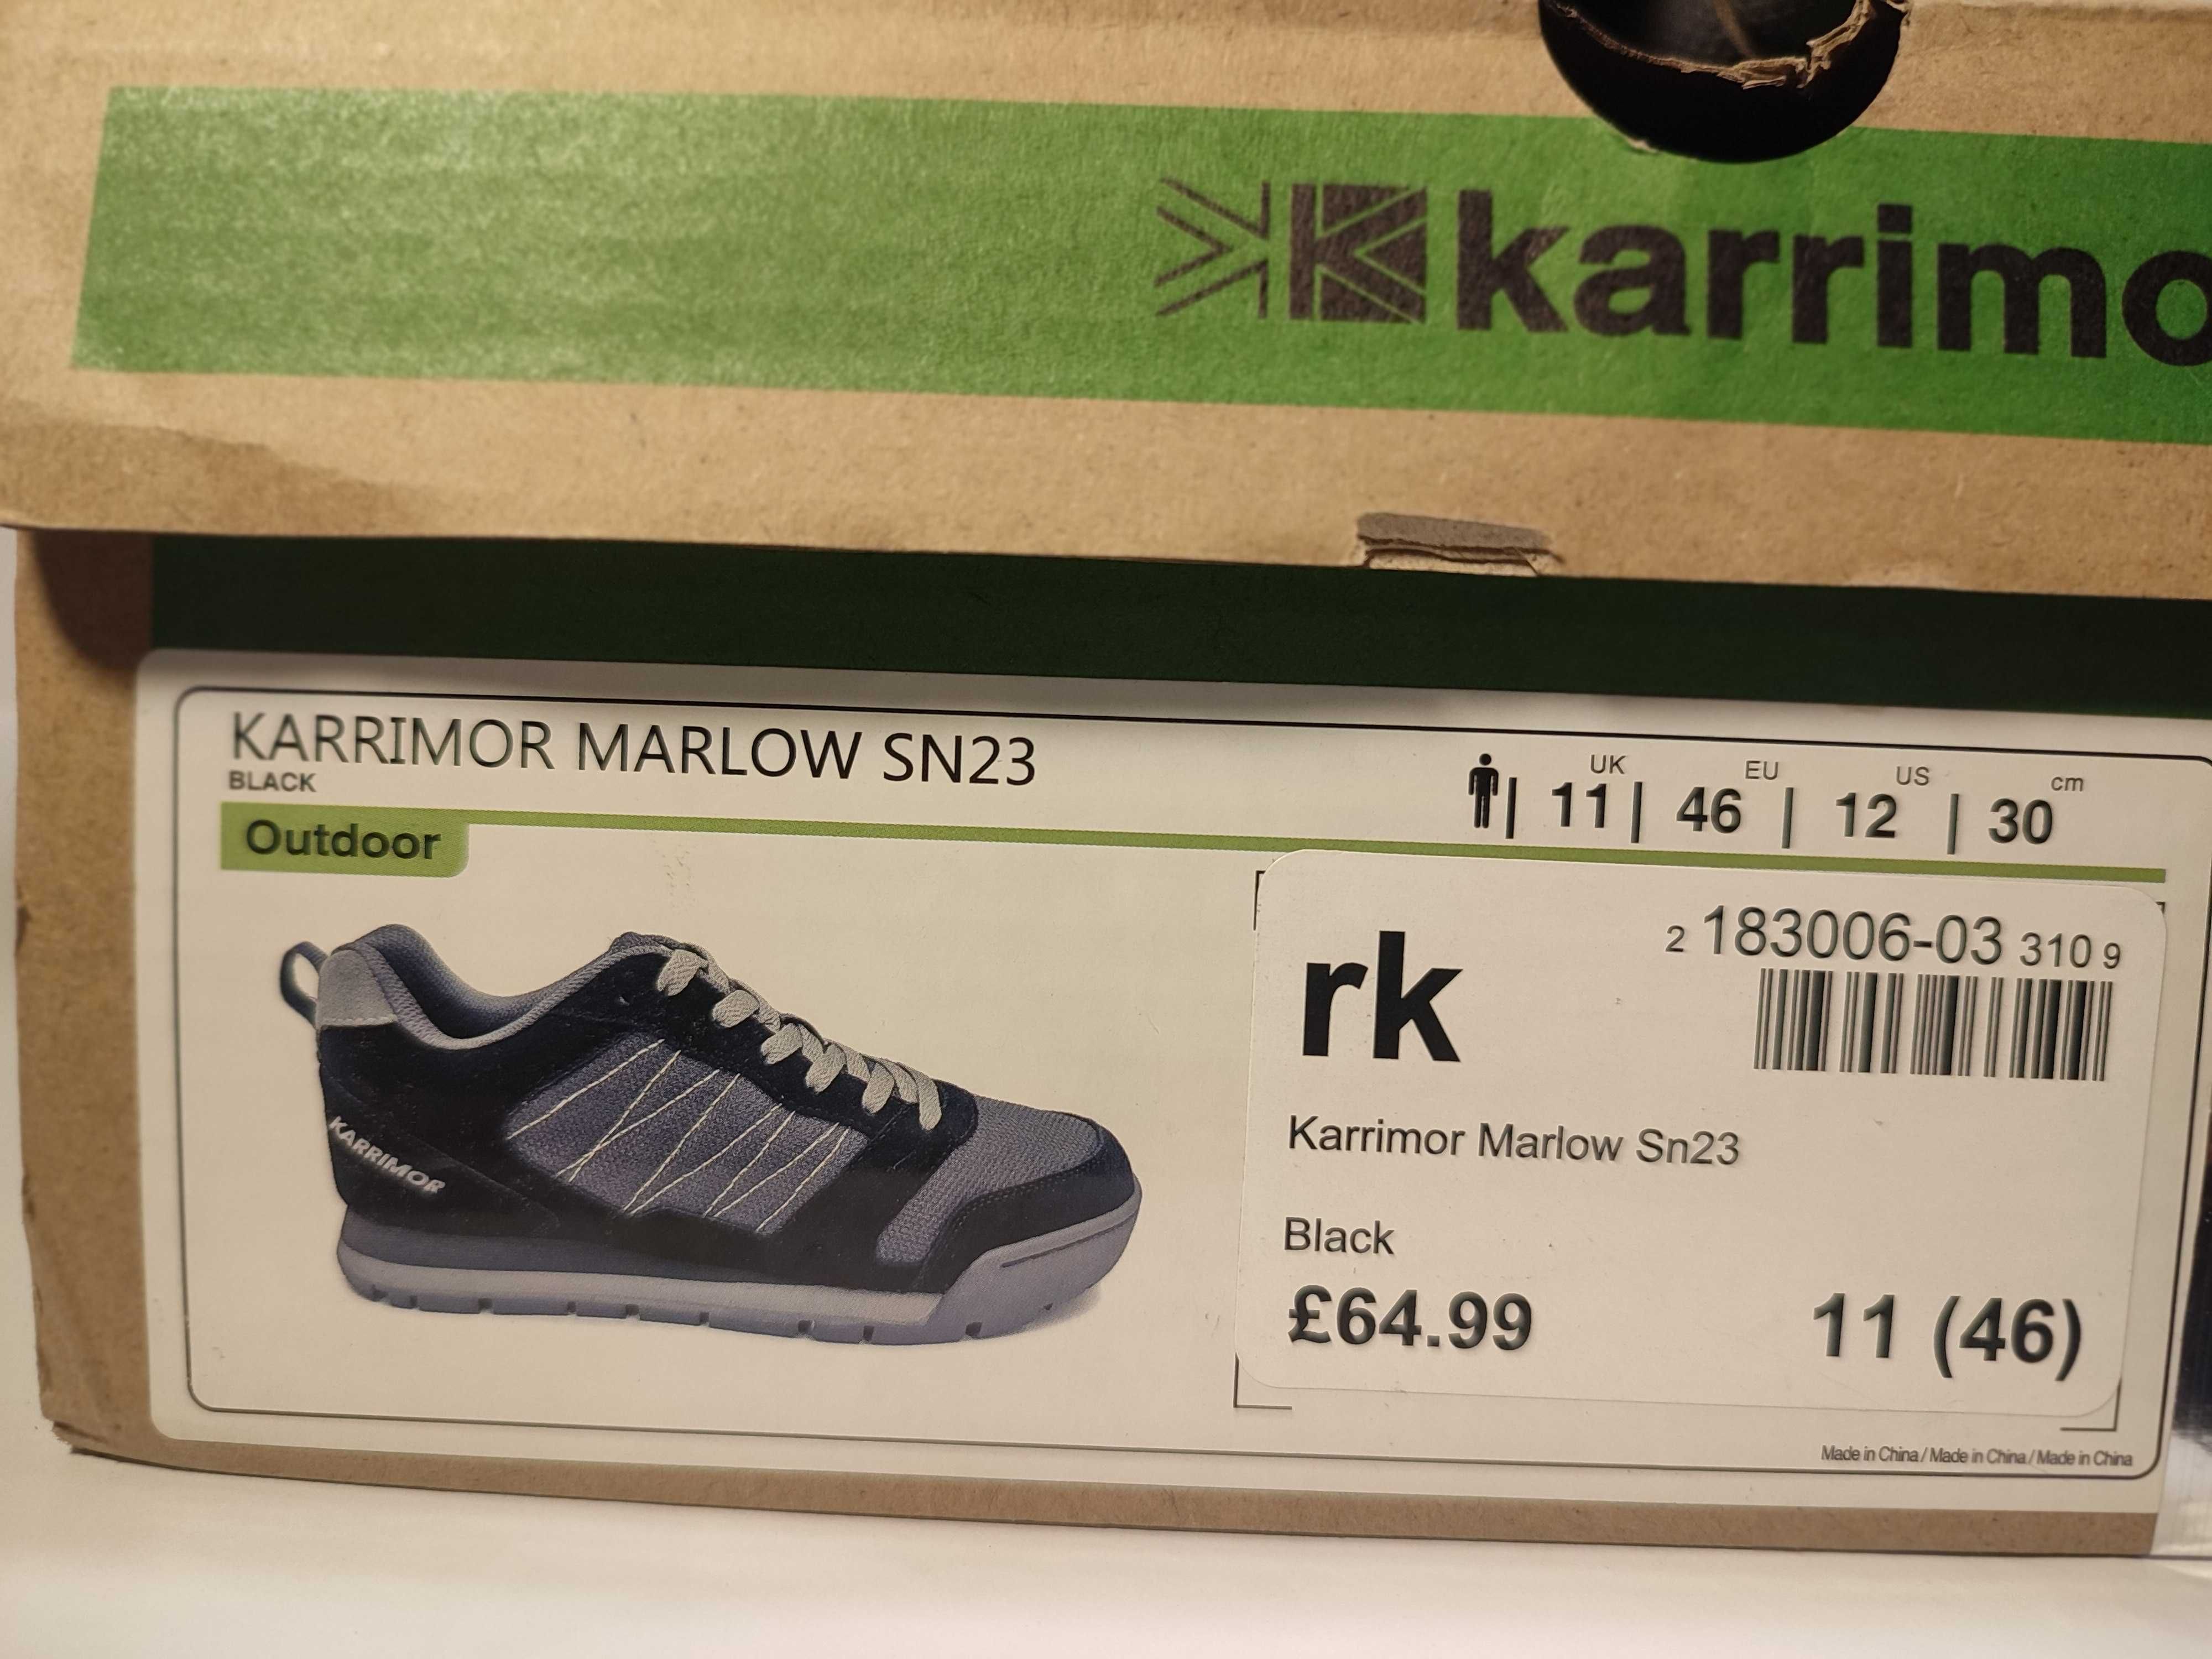 karrimo
KARRIMOR MARLOW SN23
BLACK
Outdoor
UK EU US cm
11 | 46 | 12 | 30
KARRIMOR
rk
2 183006-03 310 9
Karrimor Marlow Sn23
Black
£64.99 11 (46)
Made in China / Made in China / Made in China